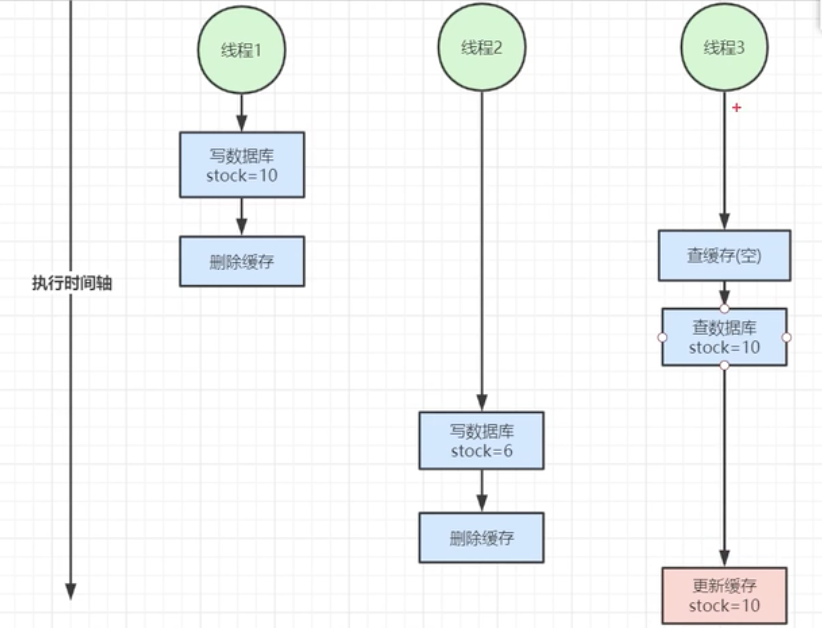 线程1
线程2
线程3
写数据库
stock=10
删除缓存
查缓存(空)
执行时间轴
查数据库
stock=10
写数据库
stock=6
删除缓存
更新缓存
stock=10